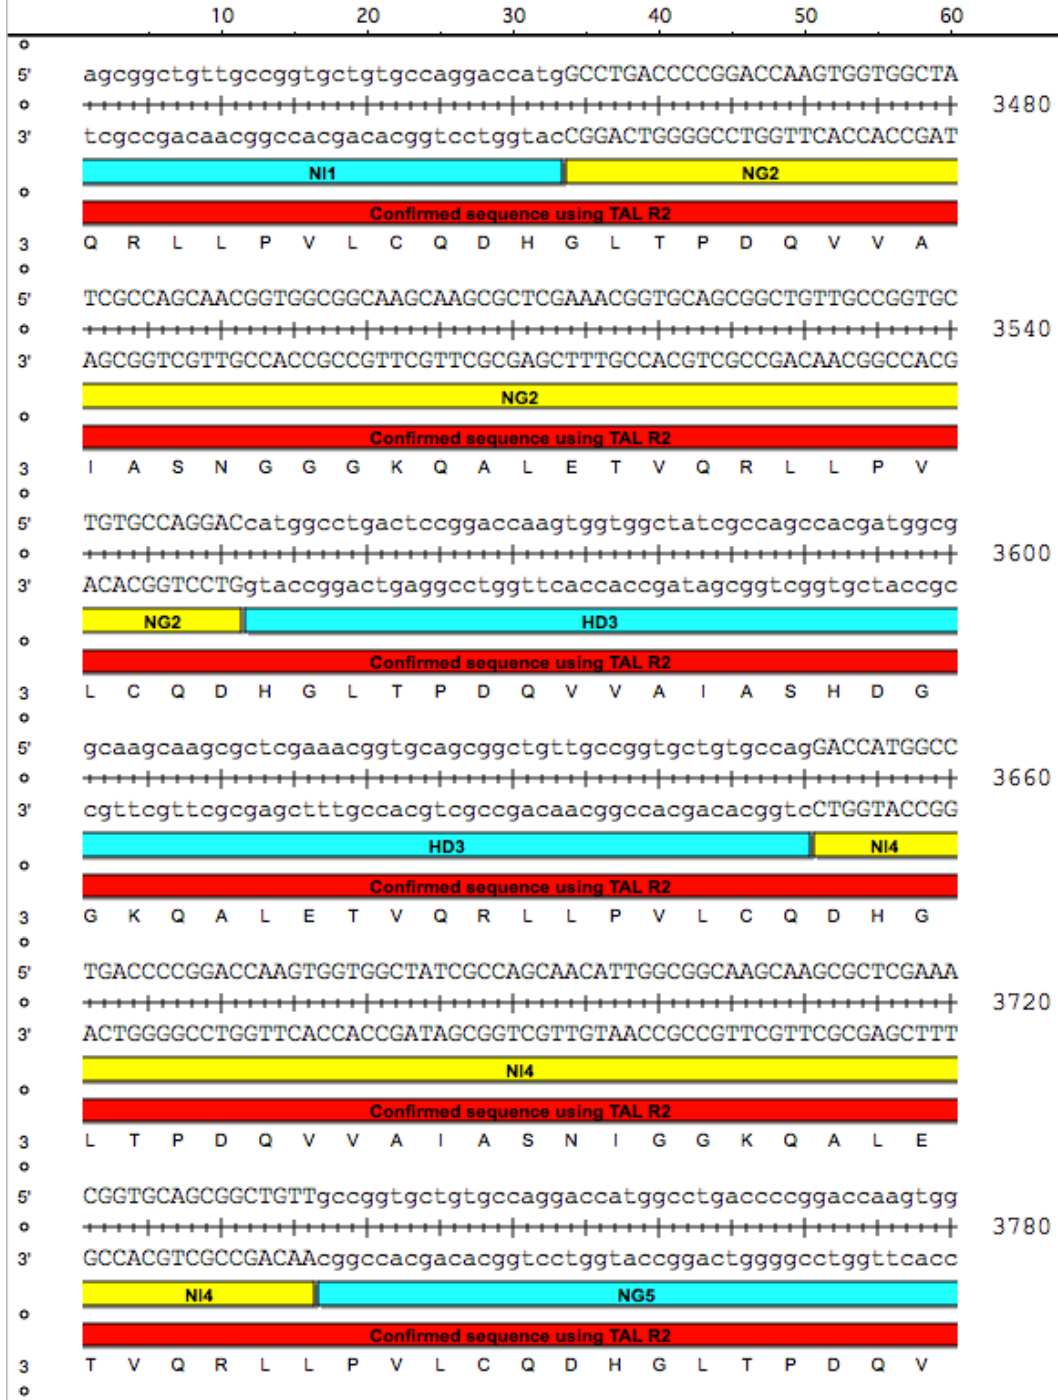 10 20 30 40 50 60
5' agcggctgttgccggtgctgtgccaggaccatgGCCTGACCCCGGACCAAGTGGTGGCTA
3480
3' tcgccgacaacggccacgacacggtcctggtacCGGACTGGGGCCTGGTTCACCACCGAT
NI1 NG2
Confirmed sequence using TAL R2
3 Q R L L P V L C Q D H G L T P D Q V V A
5' TCGCCAGCAACGGTGGCGGCAAGCAAGCGCTCGAAACGGTGCAGCGGCTGTTGCCGGTGC
3540
3' AGCGGTCGTTGCCACCGCCGTTCGTTCGCGAGCTTTGCCACGTCGCCGACAACGGCCACG
NG2
Confirmed sequence using TAL R2
3 I A S N G G G K Q A L E T V Q R L L P V
5' TGTGCCAGGACcatggcctgactccggaccaagtggtggctatcgccagccacgatggcg
3600
3' ACACGGTCCTGgtaccggactgaggcctggttcaccaccgatagcggtcggtgctaccgc
NG2 HD3
Confirmed sequence using TAL R2
3 L C Q D H G L T P D Q V V A I A S H D G
5' gcaagcaagcgctcgaaacggtgcagcggctgttgccggtgctgtgccagGACCATGGCC
3660
3' cgttcgttcgcgagctttgccacgtcgccgacaacggccacgacacggtcCTGGTACCGG
HD3 NI4
Confirmed sequence using TAL R2
3 G K Q A L E T V Q R L L P V L C Q D H G
5' TGACCCCGGACCAAGTGGTGGCTATCGCCAGCAACATTGGCGGCAAGCAAGCGCTCGAAA
3720
3' ACTGGGGCCTGGTTCACCACCGATAGCGGTCGTTGTAACCGCCGTTCGTTCGCGAGCTTT
NI4
Confirmed sequence using TAL R2
3 L T P D Q V V A I A S N I G G K Q A L E
5' CGGTGCAGCGGCTGTTgccggtgctgtgccaggaccatggcctgaccccggaccaagtgg
3780
3' GCCACGTCGCCGACAAcggccacgacacggtcctggtaccggactggggcctggttcacc
NI4 NG5
Confirmed sequence using TAL R2
3 T V Q R L L P V L C Q D H G L T P D Q V